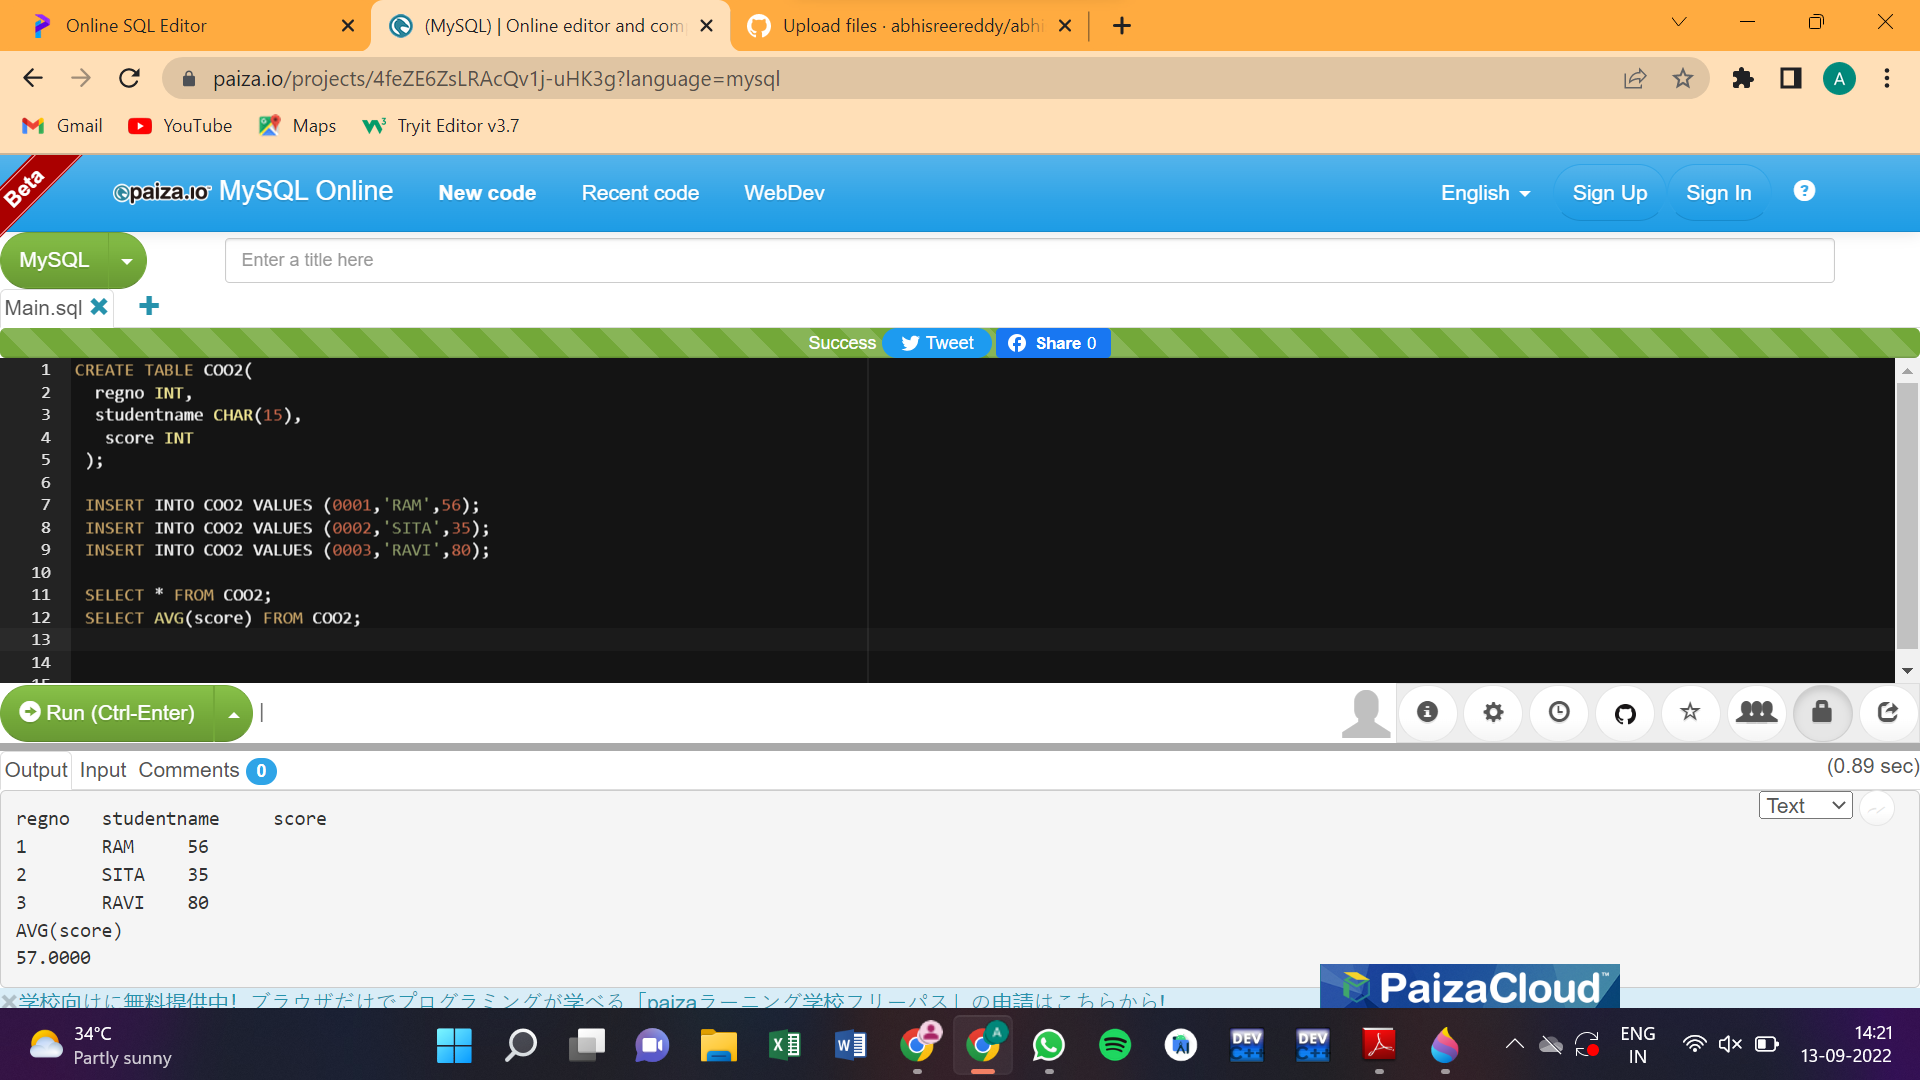 Online SQL Editor
(MySQL) | Online editor and com
Upload files · abhisreereddy/abhi
paiza.io/projects/4feZE6ZsLRAcQv1j-uHK3g?language=mysql
A
Gmail
YouTube
Maps
Tryit Editor v3.7
Beta
paiza.IO MySQL Online
New code
Recent code
WebDev
English
Sign Up
Sign In
?
MySQL
Enter a title here
Main.sql
Success
Tweet
Share 0
1 CREATE TABLE COO2(
2 regno INT,
3 studentname CHAR(15),
4 score INT
5 );
6
7 INSERT INTO COO2 VALUES (0001,'RAM',56);
8 INSERT INTO COO2 VALUES (0002,'SITA',35);
9 INSERT INTO COO2 VALUES (0003,'RAVI',80);
10
11 SELECT * FROM COO2;
12 SELECT AVG(score) FROM COO2;
13
14
15
Run (Ctrl-Enter)
Output Input Comments 0
(0.89 sec)
Text
regno studentname score
1 RAM 56
2 SITA 35
3 RAVI 80
AVG(score)
57.0000
学校向けに無料提供中! ブラウザだけでプログラミングが学べる「paizaラーニング学校フリーパス」の申請はこちらから!
PaizaCloud
34°C
Partly sunny
A
DEV C++
DEV C++
ENG
IN
14:21
13-09-2022